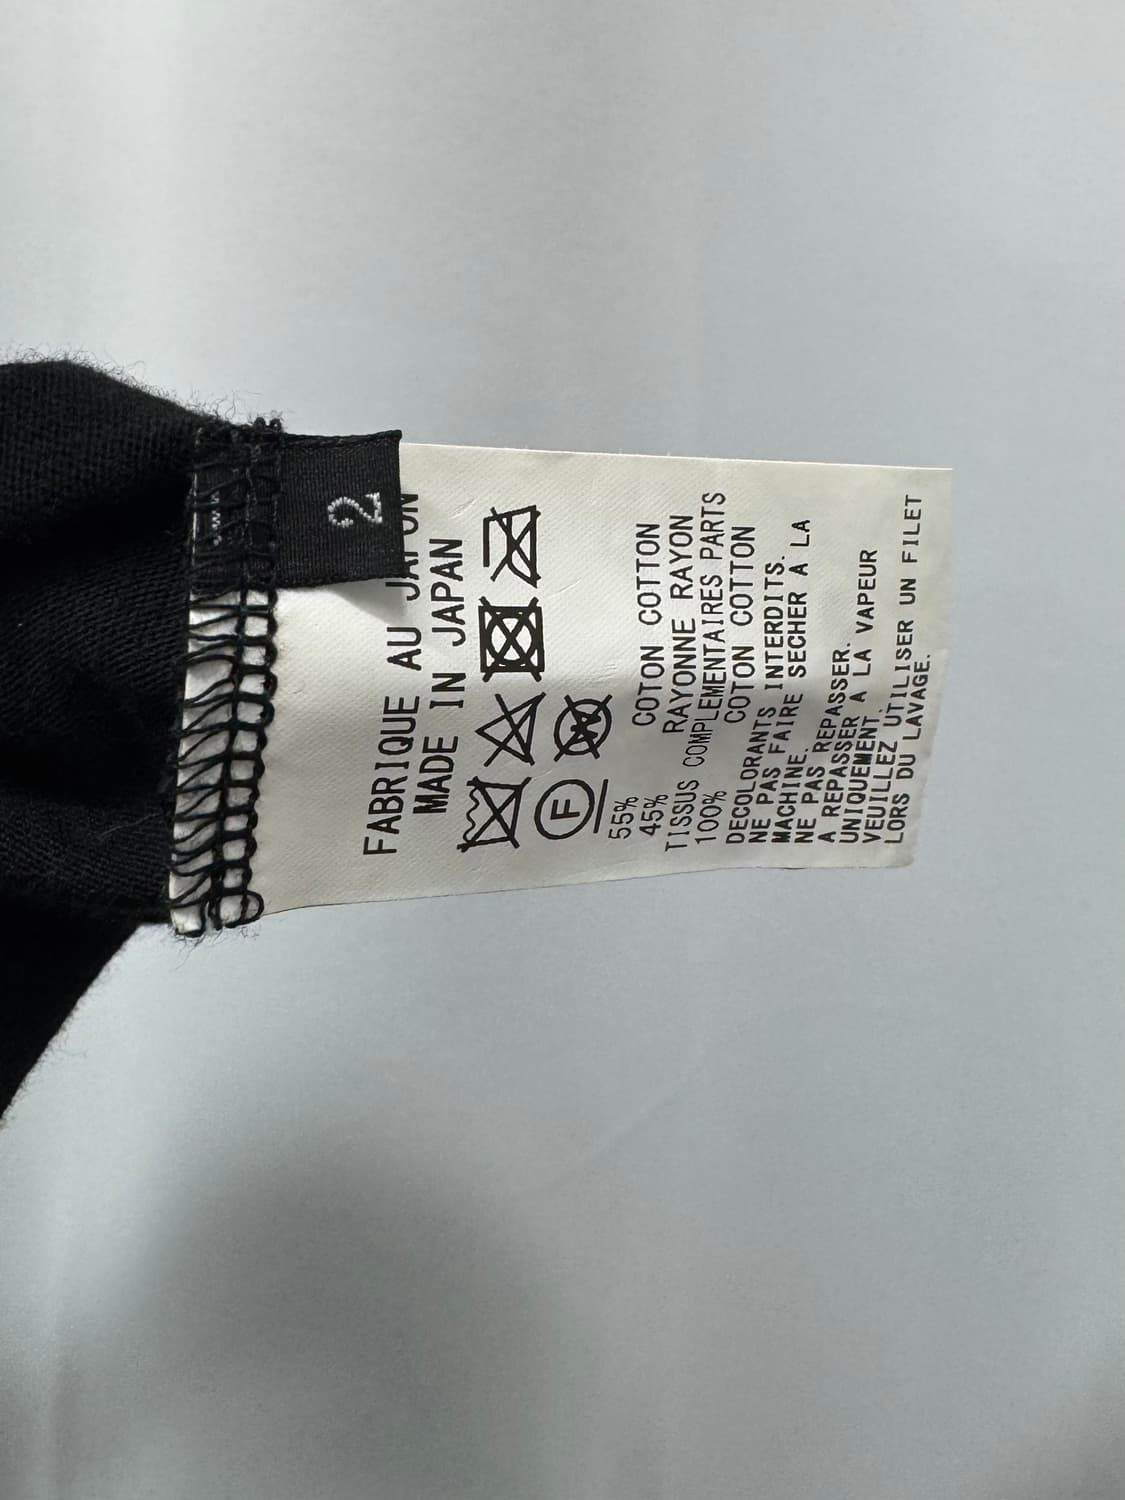 2
FABRIQUE AU JAPON
MADE IN JAPAN
F
W
55% COTON COTTON
45% RAYONNE RAYON
TISSUS COMPLEMENTAIRES PARTS
100% COTON COTTON
DECOLORANTS INTERDITS.
NE PAS FAIRE SECHER A LA
MACHINE.
NE PAS REPASSER.
A REPASSER A LA VAPEUR
UNIQUEMENT.
VEUILLEZ UTILISER UN FILET
LORS DU LAVAGE.